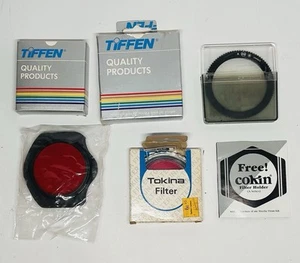 TIFFEN
QUALITY
PRODUCTS
TIFFEN
QUALITY
PRODUCTS
Tokina
Filter
Free!
cokin
Filter Holder